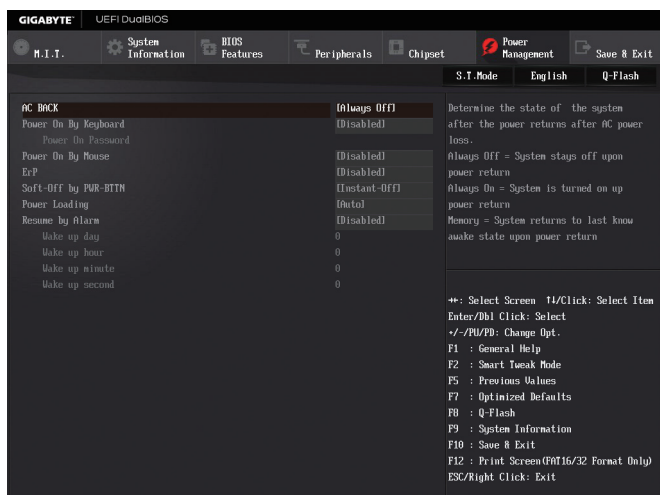 GIGABYTE™ UEFI DualBIOS
M.I.T.
System Information
BIOS Features
Peripherals
Chipset
Power Management
Save & Exit
S.T.Mode English Q-Flash
AC BACK [Always Off]
Power On By Keyboard [Disabled]
Power On Password
Power On By Mouse [Disabled]
ErP [Disabled]
Soft-Off by PWR-BTTN [Instant-Off]
Power Loading [Auto]
Resume by Alarm [Disabled]
Wake up day 0
Wake up hour 0
Wake up minute 0
Wake up second 0
Determine the state of the system
after the power returns after AC power
loss.
Always Off = System stays off upon
power return
Always On = System is turned on up
power return
Memory = System returns to last know
awake state upon power return
→←: Select Screen ↑↓/Click: Select Item
Enter/Dbl Click: Select
+/-/PU/PD: Change Opt.
F1 : General Help
F2 : Smart Tweak Mode
F5 : Previous Values
F7 : Optimized Defaults
F8 : Q-Flash
F9 : System Information
F10 : Save & Exit
F12 : Print Screen(FAT16/32 Format Only)
ESC/Right Click: Exit